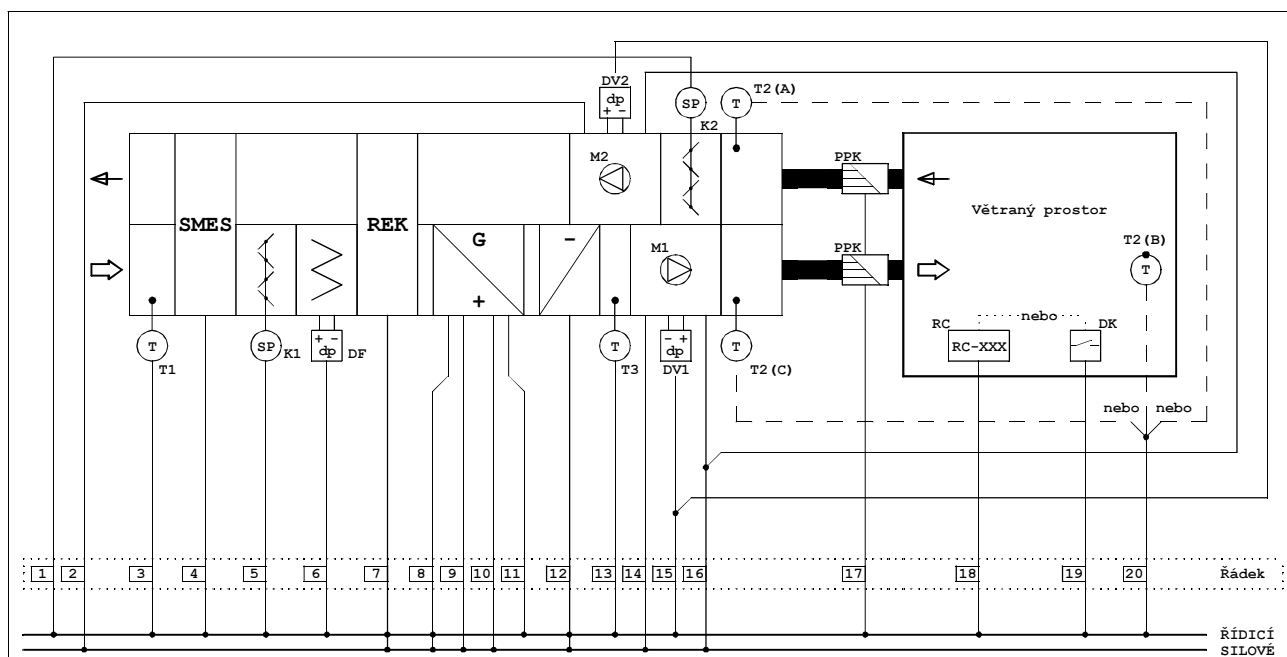 DV2
dp
+ -
SP
T
T2(A)
K2
M2
PPK
SMES
REK
Větraný prostor
G
-
M1
PPK
T2(B)
T
+
nebo
RC
DK
T
SP
K1
+ -
dp
DF
T
- +
dp
T
RC-XXX
T1
T3
DV1
T2(C)
nebo
nebo
1 2 3 4 5 6 7 8 9 10 11 12 13 14 15 16 17 18 19 20 Řádek
ŘÍDICÍ
SILOVÉ